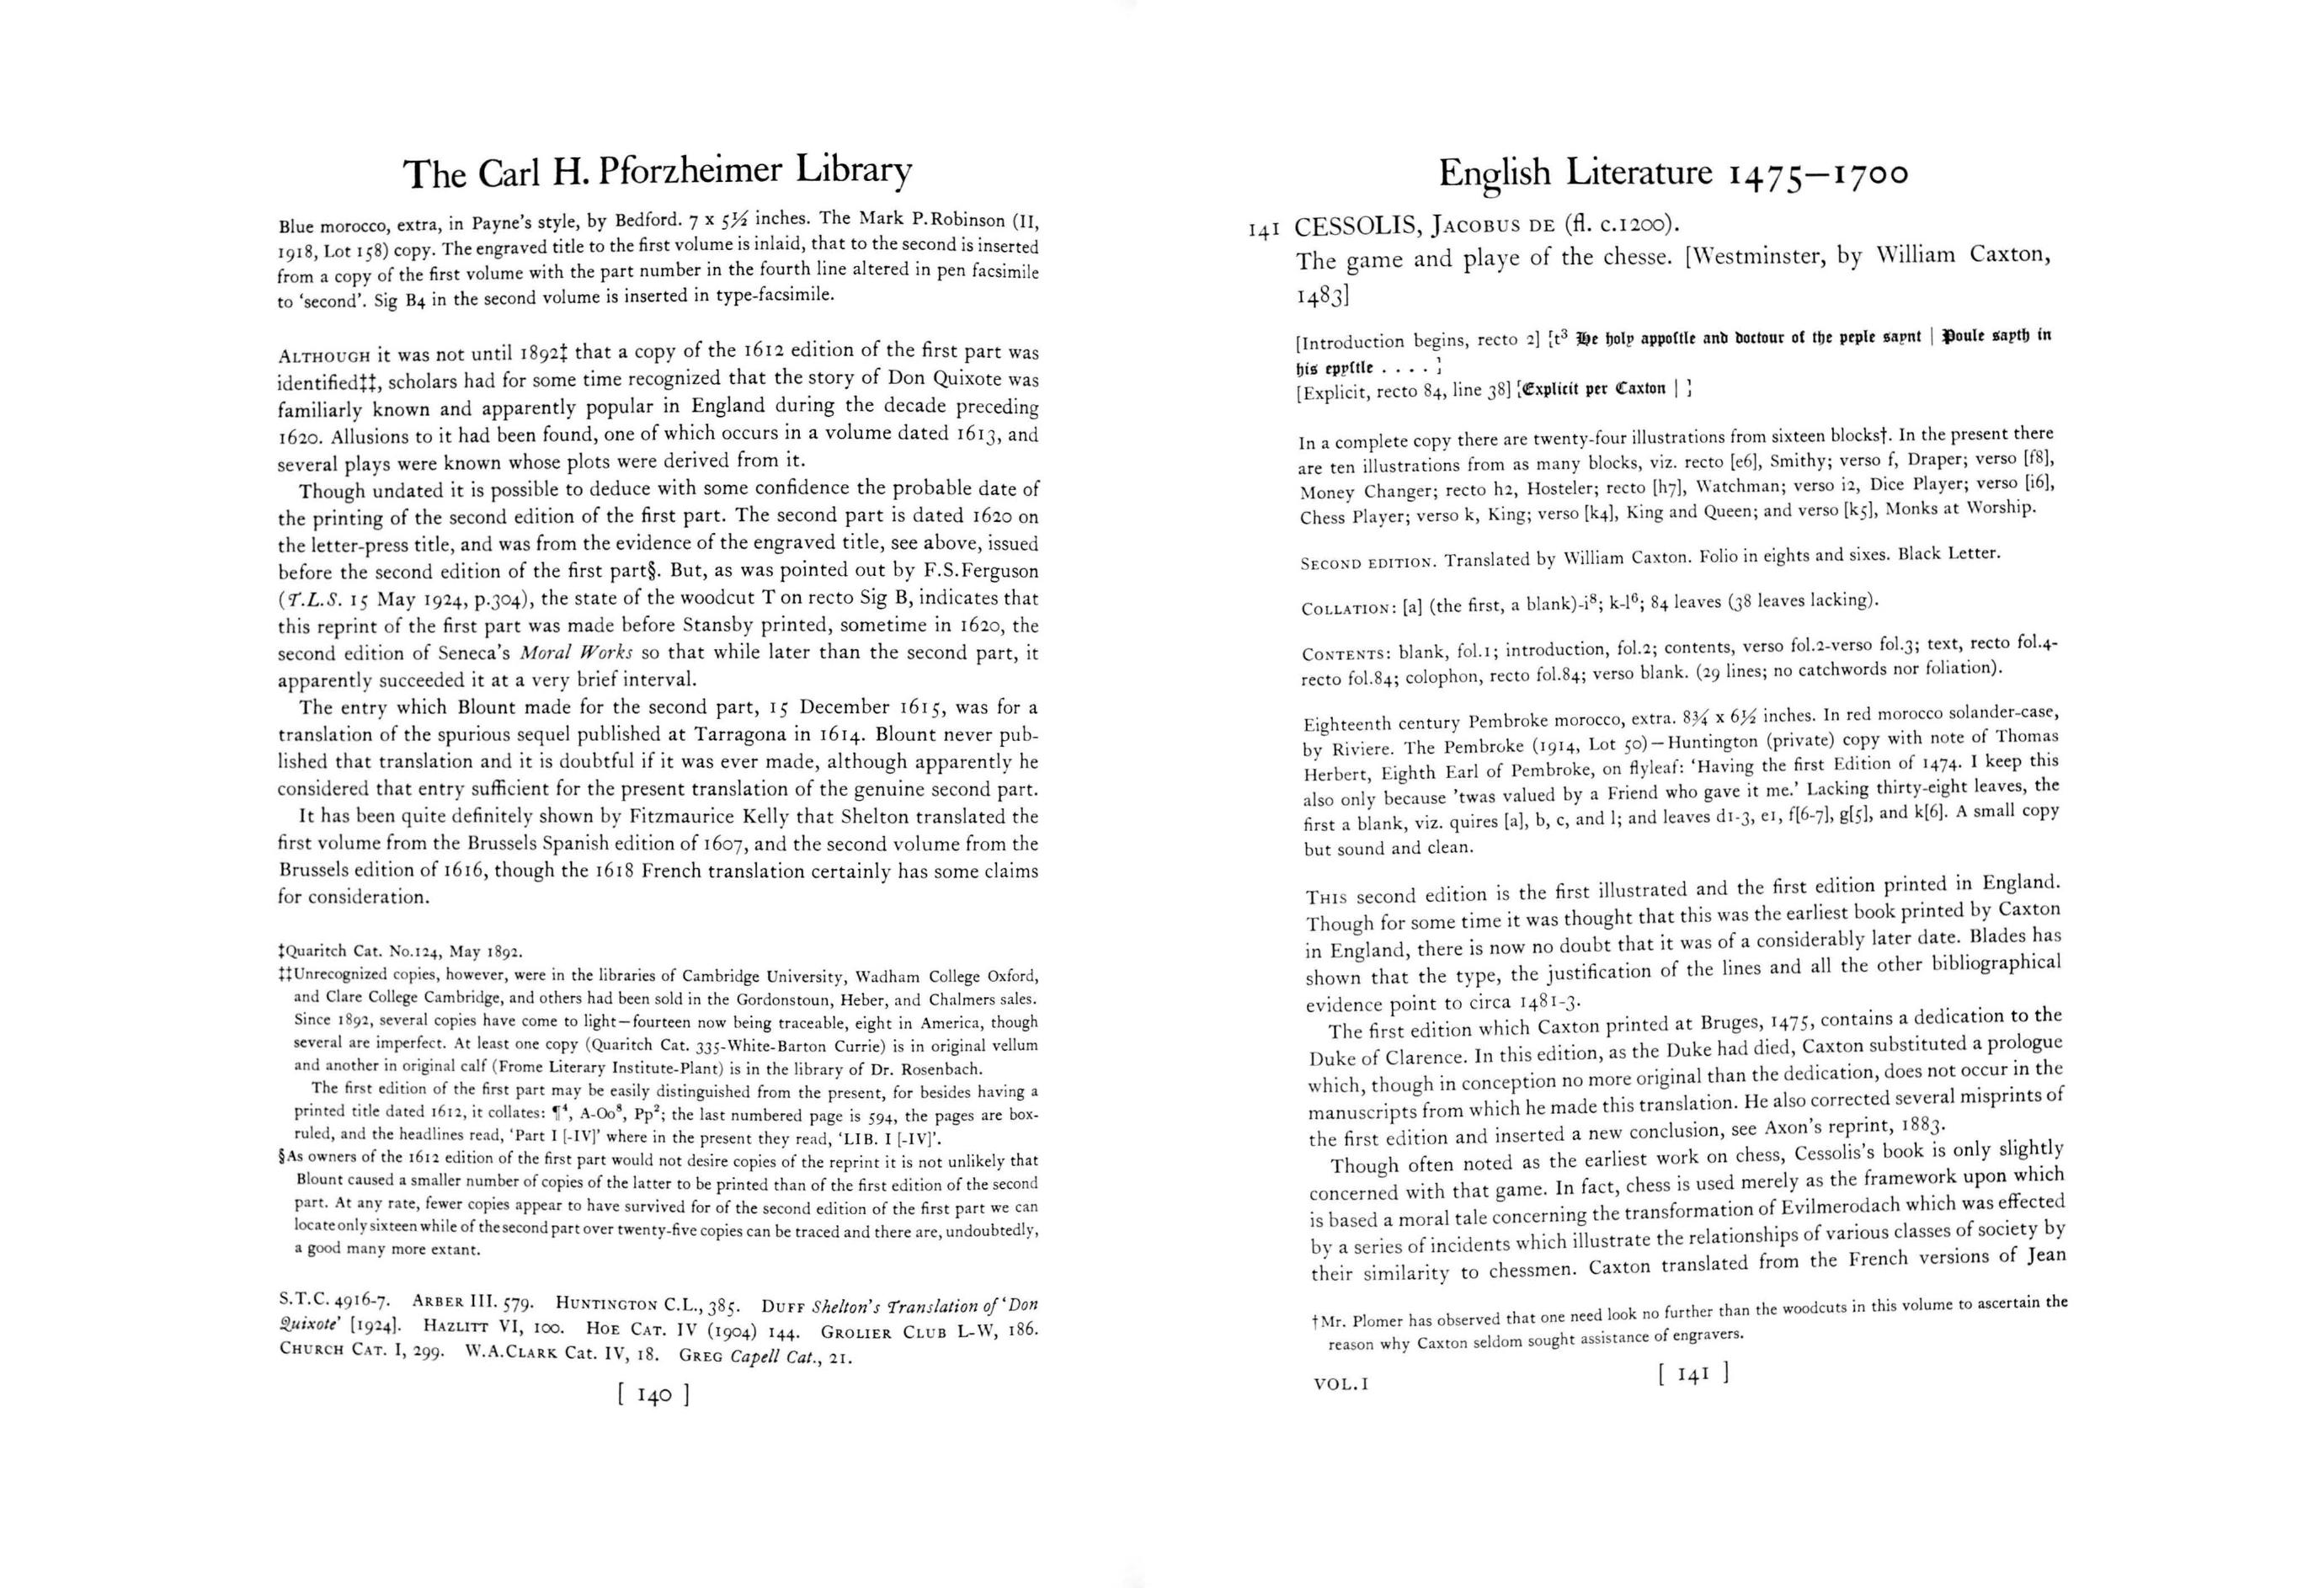 The Carl H. Pforzheimer Library
Blue morocco, extra, in Payne's style, by Bedford. 7 x 5½ inches. The Mark P.Robinson (II,
1918, Lot 158) copy. The engraved title to the first volume is inlaid, that to the second is inserted
from a copy of the first volume with the part number in the fourth line altered in pen facsimile
to 'second'. Sig B4 in the second volume is inserted in type-facsimile.
ALTHOUGH it was not until 1892‡ that a copy of the 1612 edition of the first part was
identified‡‡, scholars had for some time recognized that the story of Don Quixote was
familiarly known and apparently popular in England during the decade preceding
1620. Allusions to it had been found, one of which occurs in a volume dated 1613, and
several plays were known whose plots were derived from it.
Though undated it is possible to deduce with some confidence the probable date of
the printing of the second edition of the first part. The second part is dated 1620 on
the letter-press title, and was from the evidence of the engraved title, see above, issued
before the second edition of the first part§. But, as was pointed out by F.S.Ferguson
(T.L.S. 15 May 1924, p.304), the state of the woodcut T on recto Sig B, indicates that
this reprint of the first part was made before Stansby printed, sometime in 1620, the
second edition of Seneca's Moral Works so that while later than the second part, it
apparently succeeded it at a very brief interval.
The entry which Blount made for the second part, 15 December 1615, was for a
translation of the spurious sequel published at Tarragona in 1614. Blount never pub-
lished that translation and it is doubtful if it was ever made, although apparently he
considered that entry sufficient for the present translation of the genuine second part.
It has been quite definitely shown by Fitzmaurice Kelly that Shelton translated the
first volume from the Brussels Spanish edition of 1607, and the second volume from the
Brussels edition of 1616, though the 1618 French translation certainly has some claims
for consideration.
‡Quaritch Cat. No.124, May 1892.
‡‡Unrecognized copies, however, were in the libraries of Cambridge University, Wadham College Oxford,
and Clare College Cambridge, and others had been sold in the Gordonstoun, Heber, and Chalmers sales.
Since 1892, several copies have come to light—fourteen now being traceable, eight in America, though
several are imperfect. At least one copy (Quaritch Cat. 335-White-Barton Currie) is in original vellum
and another in original calf (Frome Literary Institute-Plant) is in the library of Dr. Rosenbach.
The first edition of the first part may be easily distinguished from the present, for besides having a
printed title dated 1612, it collates: ¶⁴, A-Oo⁸, Pp²; the last numbered page is 594, the pages are box-
ruled, and the headlines read, 'Part I [-IV]' where in the present they read, 'LIB. I [-IV]'.
§As owners of the 1612 edition of the first part would not desire copies of the reprint it is not unlikely that
Blount caused a smaller number of copies of the latter to be printed than of the first edition of the second
part. At any rate, fewer copies appear to have survived for of the second edition of the first part we can
locate only sixteen while of the second part over twenty-five copies can be traced and there are, undoubtedly,
a good many more extant.
S.T.C. 4916-7. ARBER III. 579. HUNTINGTON C.L., 385. DUFF Shelton's Translation of 'Don
Quixote' [1924]. HAZLITT VI, 100. HOE CAT. IV (1904) 144. GROLIER CLUB L-W, 186.
CHURCH CAT. I, 299. W.A.CLARK Cat. IV, 18. GREG Capell Cat., 21.
[ 140 ]
English Literature 1475—1700
141 CESSOLIS, JACOBUS DE (fl. c.1200).
The game and playe of the chesse. [Westminster, by William Caxton,
1483]
[Introduction begins, recto 2] {t³ He holy appoſtle and doctour of the peple saynt | Poule sayth in
his epyſtle . . . . }
[Explicit, recto 84, line 38] {Explicit per Caxton | }
In a complete copy there are twenty-four illustrations from sixteen blocks†. In the present there
are ten illustrations from as many blocks, viz. recto [e6], Smithy; verso f, Draper; verso [f8],
Money Changer; recto h2, Hosteler; recto [h7], Watchman; verso i2, Dice Player; verso [i6],
Chess Player; verso k, King; verso [k4], King and Queen; and verso [k5], Monks at Worship.
SECOND EDITION. Translated by William Caxton. Folio in eights and sixes. Black Letter.
COLLATION: [a] (the first, a blank)-i⁸; k-l⁶; 84 leaves (38 leaves lacking).
CONTENTS: blank, fol.1; introduction, fol.2; contents, verso fol.2-verso fol.3; text, recto fol.4-
recto fol.84; colophon, recto fol.84; verso blank. (29 lines; no catchwords nor foliation).
Eighteenth century Pembroke morocco, extra. 8¾ x 6½ inches. In red morocco solander-case,
by Riviere. The Pembroke (1914, Lot 50)—Huntington (private) copy with note of Thomas
Herbert, Eighth Earl of Pembroke, on flyleaf: 'Having the first Edition of 1474. I keep this
also only because 'twas valued by a Friend who gave it me.' Lacking thirty-eight leaves, the
first a blank, viz. quires [a], b, c, and l; and leaves d1-3, e1, f[6-7], g[5], and k[6]. A small copy
but sound and clean.
THIS second edition is the first illustrated and the first edition printed in England.
Though for some time it was thought that this was the earliest book printed by Caxton
in England, there is now no doubt that it was of a considerably later date. Blades has
shown that the type, the justification of the lines and all the other bibliographical
evidence point to circa 1481-3.
The first edition which Caxton printed at Bruges, 1475, contains a dedication to the
Duke of Clarence. In this edition, as the Duke had died, Caxton substituted a prologue
which, though in conception no more original than the dedication, does not occur in the
manuscripts from which he made this translation. He also corrected several misprints of
the first edition and inserted a new conclusion, see Axon's reprint, 1883.
Though often noted as the earliest work on chess, Cessolis's book is only slightly
concerned with that game. In fact, chess is used merely as the framework upon which
is based a moral tale concerning the transformation of Evilmerodach which was effected
by a series of incidents which illustrate the relationships of various classes of society by
their similarity to chessmen. Caxton translated from the French versions of Jean
†Mr. Plomer has observed that one need look no further than the woodcuts in this volume to ascertain the
reason why Caxton seldom sought assistance of engravers.
VOL.I
[ 141 ]